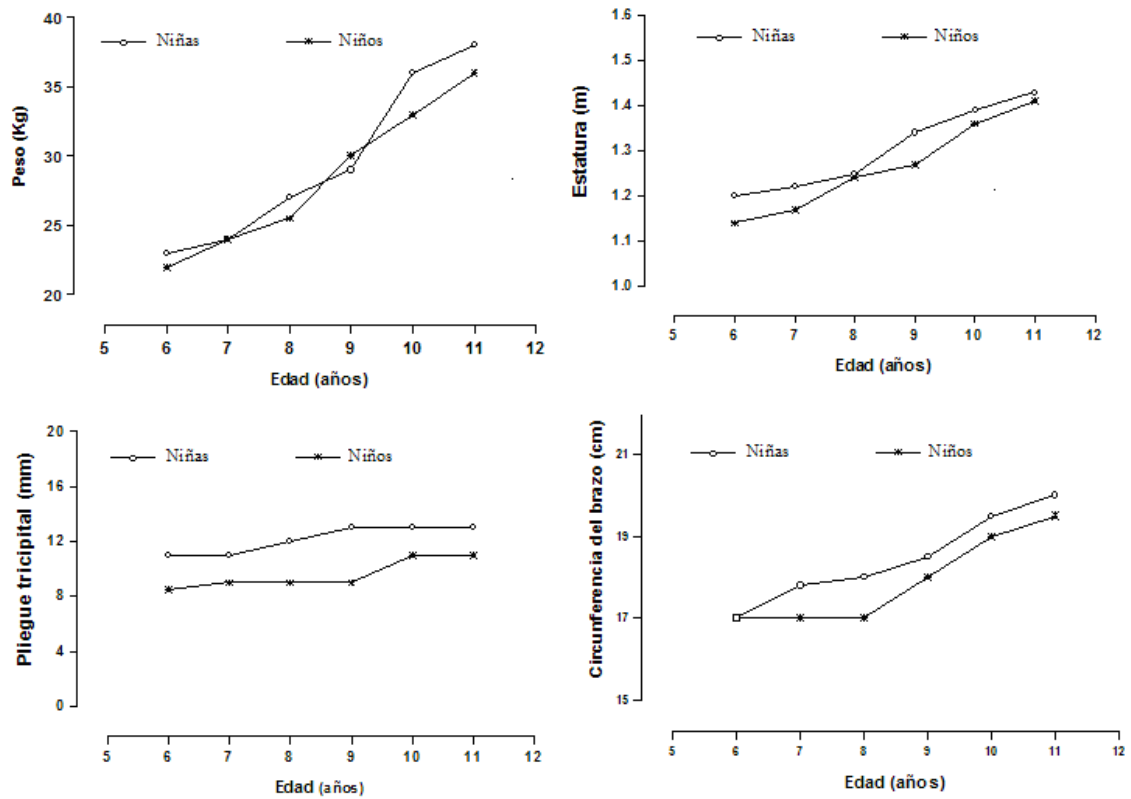 Peso (Kg)
40
35
30
25
20
Niñas
Niños
5 6 7 8 9 10 11 12
Edad (años)
Estatura (m)
1.6
1.5
1.4
1.3
1.2
1.1
1.0
Niñas
Niños
5 6 7 8 9 10 11 12
Edad (años)
Pliegue tricipital (mm)
20
16
12
8
4
0
Niñas
Niños
5 6 7 8 9 10 11 12
Edad (años)
Circunferencia del brazo (cm)
21
19
17
15
Niñas
Niños
5 6 7 8 9 10 11 12
Edad (años)